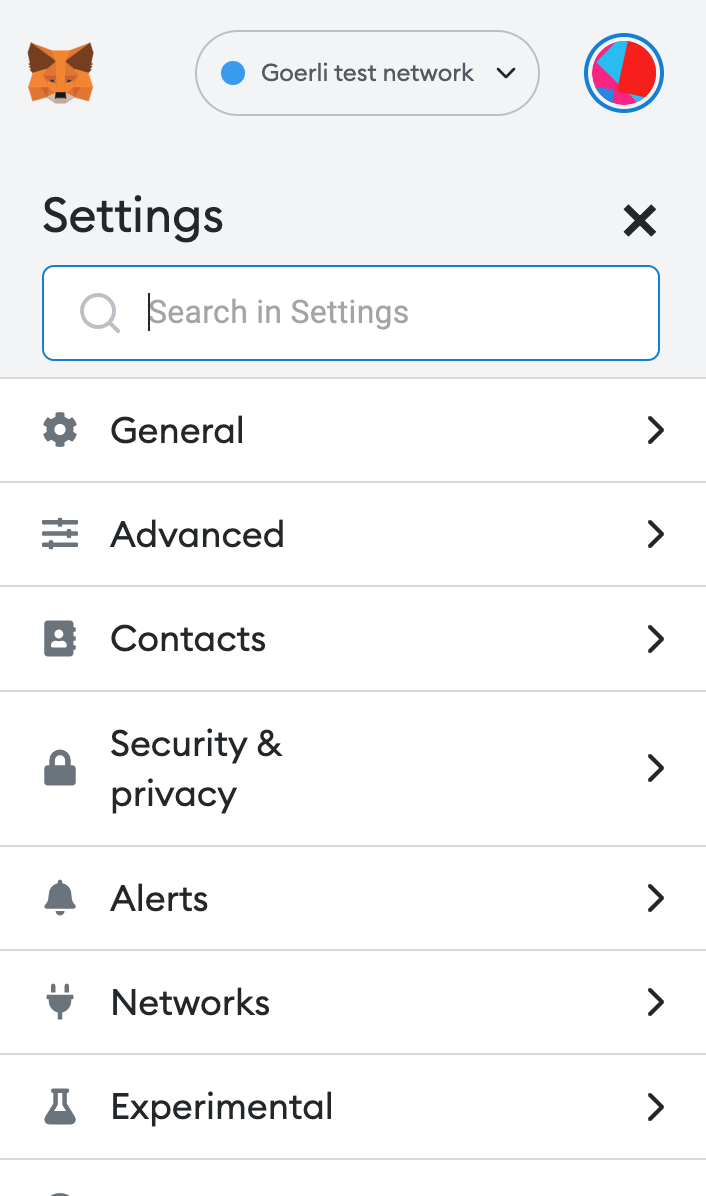 Goerli test network
Settings
Search in Settings
General
Advanced
Contacts
Security &
privacy
Alerts
Networks
Experimental